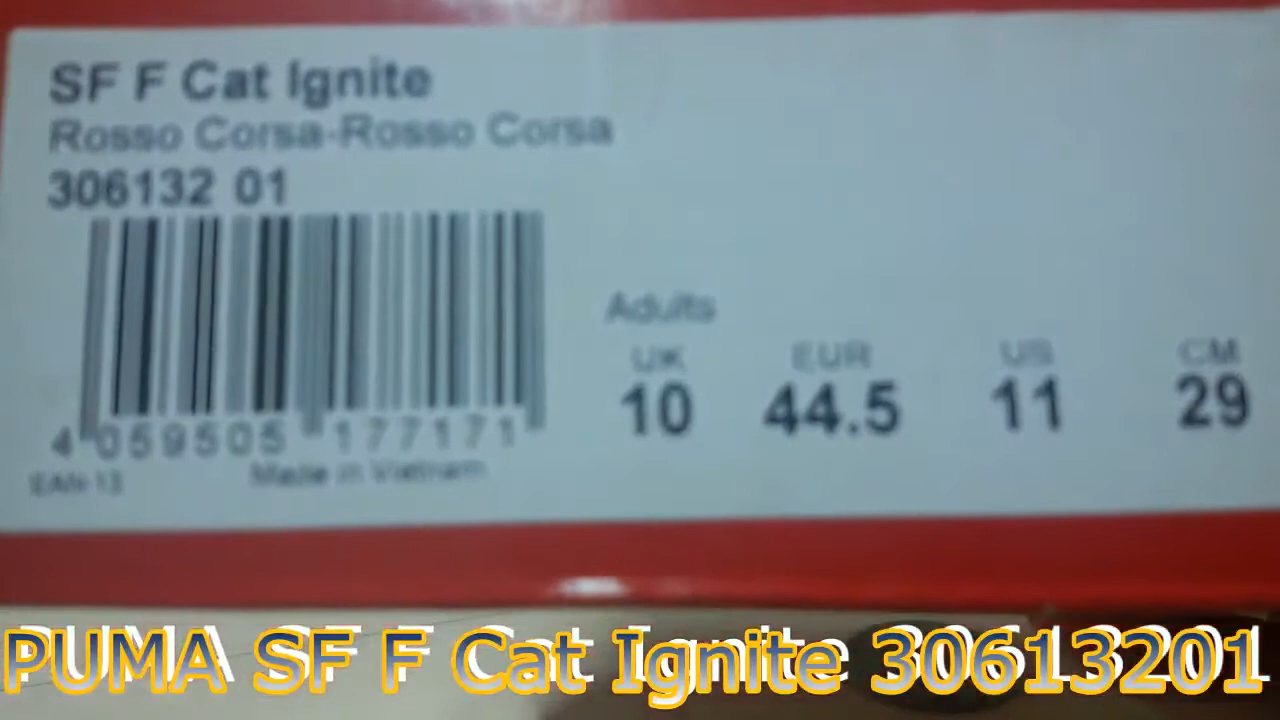 SF F Cat Ignite
Rosso Corsa-Rosso Corsa
306132 01
Adults
UK EUR US CM
10 44.5 11 29
4 059505 177171
EAN 13
Made in Vietnam
PUMA SF F Cat Ignite 30613201